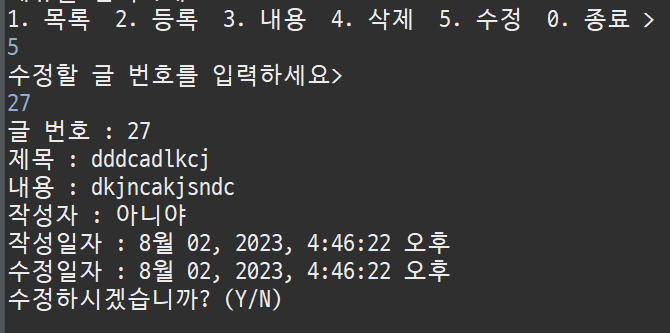 1. 목록  2. 등록  3. 내용  4. 삭제  5. 수정  0. 종료 >
5
수정할 글 번호를 입력하세요>
27
글 번호 : 27
제목 : dddcadlkcj
내용 : dkjncakjsndc
작성자 : 아니야
작성일자 : 8월 02, 2023, 4:46:22 오후
수정일자 : 8월 02, 2023, 4:46:22 오후
수정하시겠습니까? (Y/N)